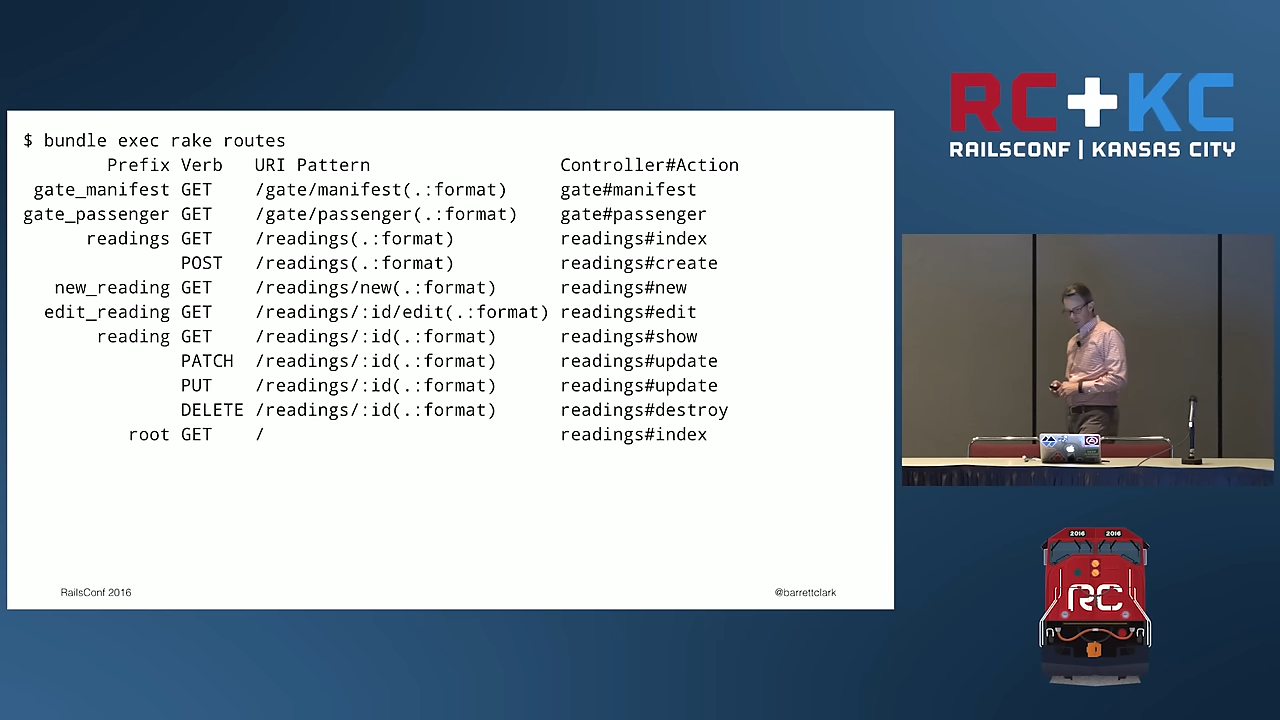 $ bundle exec rake routes
Prefix Verb URI Pattern Controller#Action
gate_manifest GET /gate/manifest(.:format) gate#manifest
gate_passenger GET /gate/passenger(.:format) gate#passenger
readings GET /readings(.:format) readings#index
POST /readings(.:format) readings#create
new_reading GET /readings/new(.:format) readings#new
edit_reading GET /readings/:id/edit(.:format) readings#edit
reading GET /readings/:id(.:format) readings#show
PATCH /readings/:id(.:format) readings#update
PUT /readings/:id(.:format) readings#update
DELETE /readings/:id(.:format) readings#destroy
root GET / readings#index
RailsConf 2016 @barrettclark
RC+KC
RAILSCONF | KANSAS CITY
2016 2016
RC